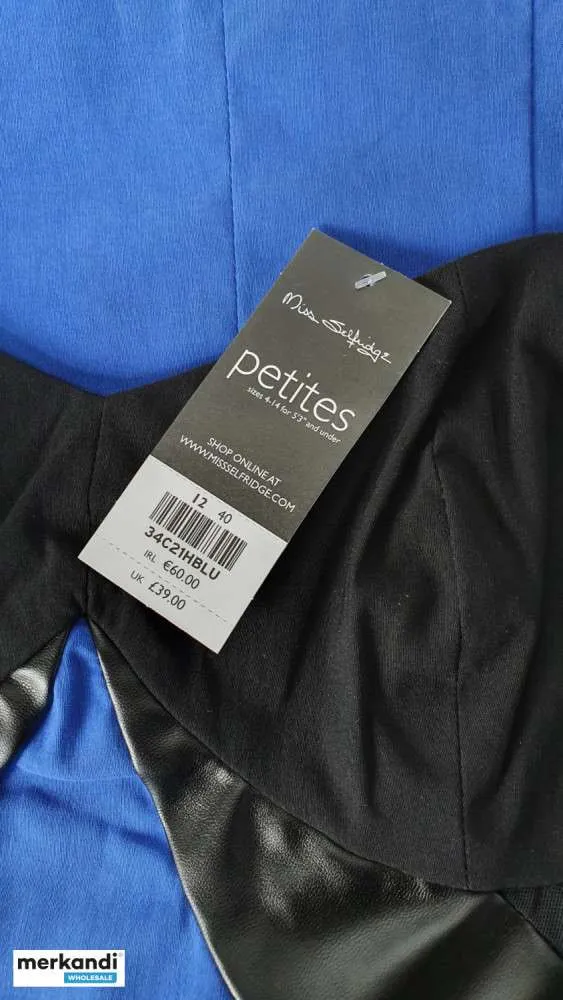 Miss Selfridge
petites
sizes 4-14 for 5'3" and under
SHOP ONLINE AT
WWW.MISSSELFRIDGE.COM
12 40
34C21HBLU
IRL €60.00
UK £39.00
merkandi
WHOLESALE